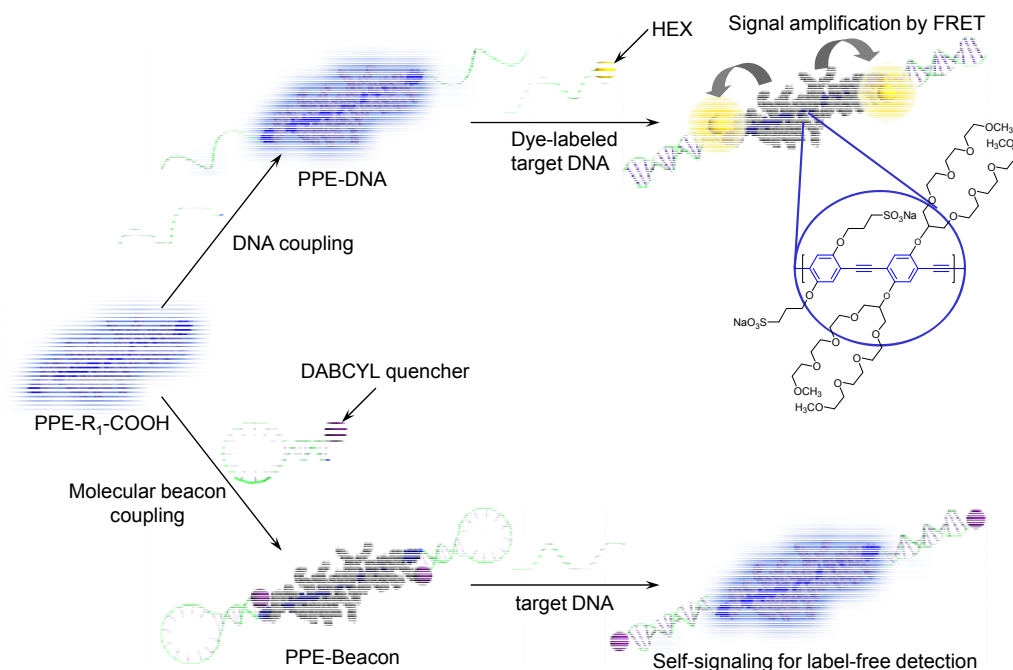 Signal amplification by FRET
HEX
PPE-DNA
Dye-labeled
target DNA
DNA coupling
OCH₃
H₃CO
O
O
O
O
O
O
O
O
SO₃Na
O
O
[
]
O
O
NaO₃S
O
O
O
O
O
O
O
O
OCH₃
H₃CO
PPE-R₁-COOH
DABCYL quencher
Molecular beacon
coupling
PPE-Beacon
target DNA
Self-signaling for label-free detection